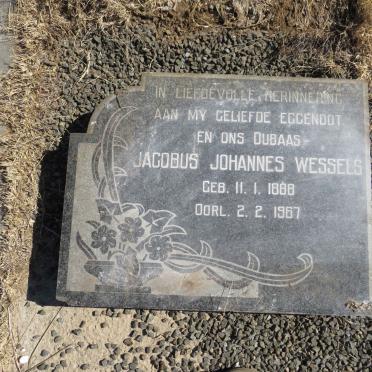 IN LIEFDEVOLLE HERINNERING
AAN MY GELIEFDE EGGENOOT
EN ONS OUBAAS
JACOBUS JOHANNES WESSELS
GEB. 11. 1. 1888
OORL. 2. 2. 1967